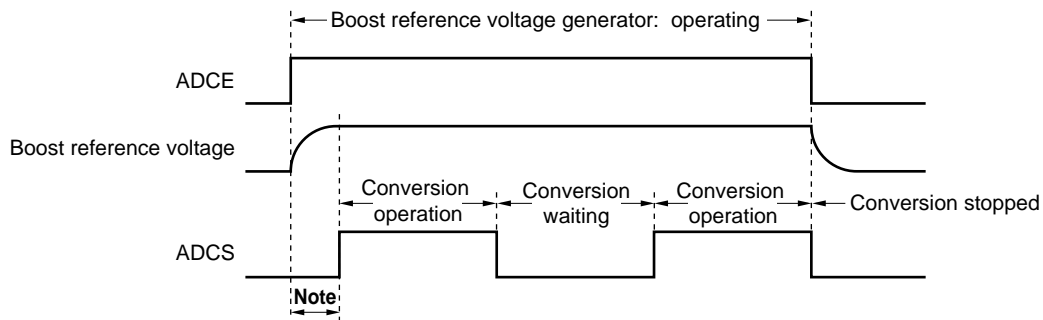 Boost reference voltage generator: operating
ADCE
Boost reference voltage
Conversion
operation
Conversion
waiting
Conversion
operation
Conversion stopped
ADCS
Note